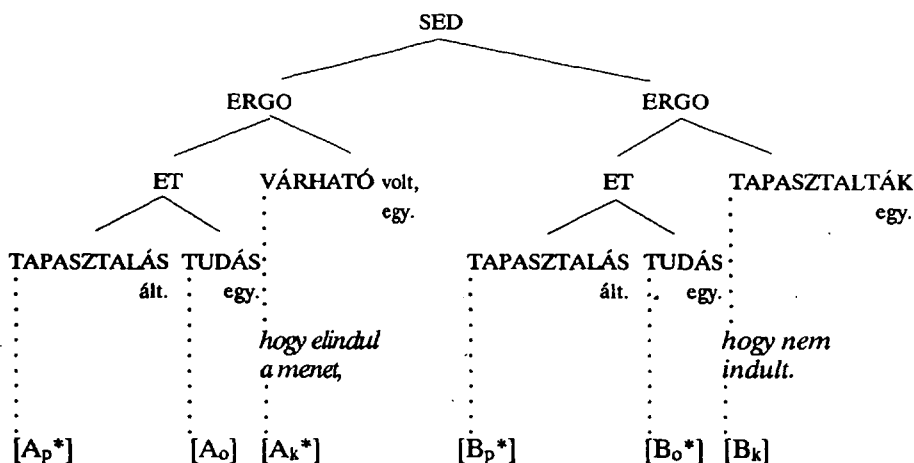 SED
ERGO ERGO
ET VÁRHATÓ volt, ET TAPASZTALTÁK
egy. egy.
TAPASZTALÁS TUDÁS TAPASZTALÁS TUDÁS
ált. egy. ált. egy.
hogy elindul hogy nem
a menet, indult.
[Ap*] [Ao] [Ak*] [Bp*] [Bo*] [Bk]